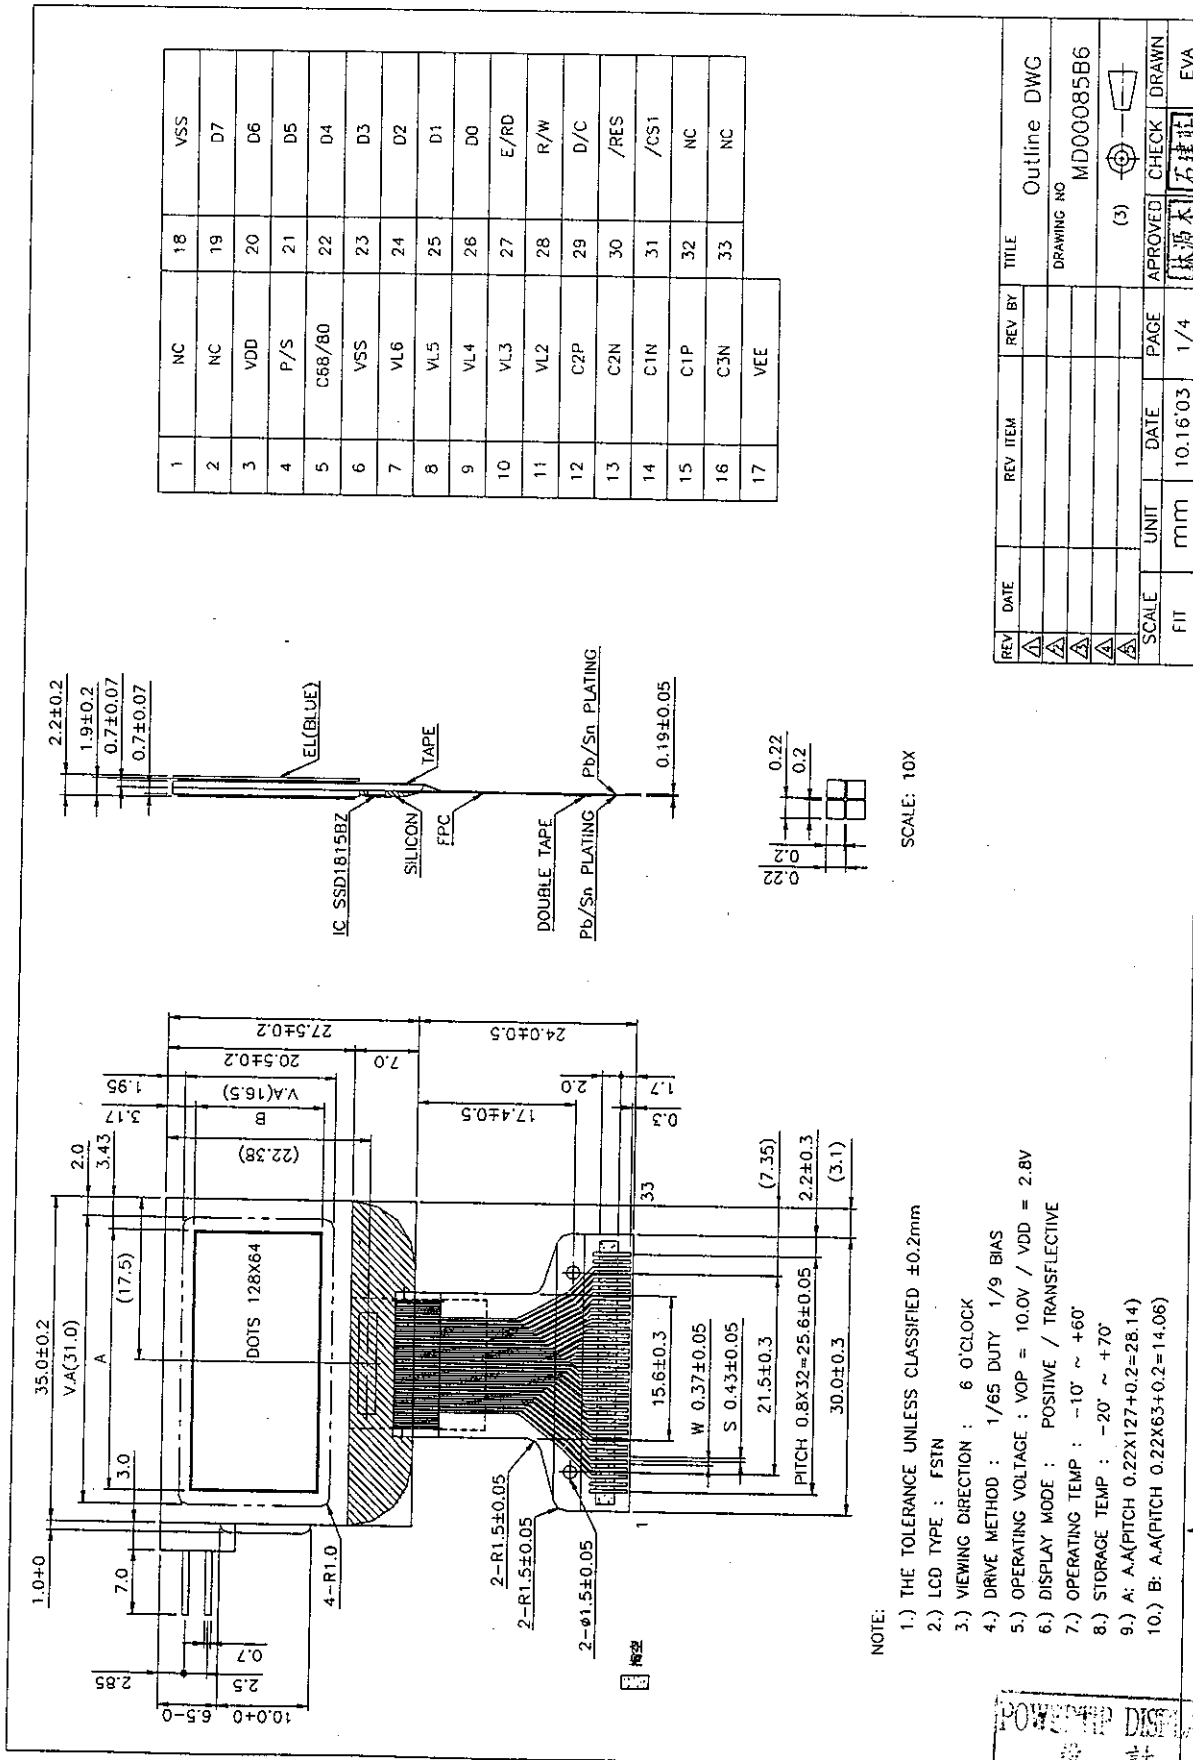 35.0±0.2
V.A(31.0)
A
(17.5)
1.0±0
3.0
7.0
2.0
3.43
3.17
1.95
B
V.A(16.5)
20.5±0.2
27.5±0.2
(22.38)
7.0
17.4±0.5
24.0±0.5
2.0
1.7
0.3
DOTS 128X64
4-R1.0
2.85
0.7
2.5
6.5-0
10.0+0
2-R1.5±0.05
2-R1.5±0.05
2-ø1.5±0.05
15.6±0.3
W 0.37±0.05
S 0.43±0.05
21.5±0.3
PITCH 0.8X32=25.6±0.05
30.0±0.3
(7.35)
2.2±0.3
(3.1)
1
33
2.2±0.2
1.9±0.2
0.7±0.07
0.7±0.07
EL(BLUE)
TAPE
IC SSD1815BZ
SILICON
FPC
DOUBLE TAPE
Pb/Sn PLATING
Pb/Sn PLATING
0.19±0.05
0.22
0.2
0.2
0.22
SCALE: 10X
1 NC 18 VSS
2 NC 19 D7
3 VDD 20 D6
4 P/S 21 D5
5 C68/80 22 D4
6 VSS 23 D3
7 VL6 24 D2
8 VL5 25 D1
9 VL4 26 D0
10 VL3 27 E/RD
11 VL2 28 R/W
12 C2P 29 D/C
13 C2N 30 /RES
14 C1N 31 /CS1
15 C1P 32 NC
16 C3N 33 NC
17 VEE
NOTE:
1.) THE TOLERANCE UNLESS CLASSIFIED ±0.2mm
2.) LCD TYPE : FSTN
3.) VIEWING DIRECTION : 6 O'CLOCK
4.) DRIVE METHOD : 1/65 DUTY 1/9 BIAS
5.) OPERATING VOLTAGE : VOP = 10.0V / VDD = 2.8V
6.) DISPLAY MODE : POSITIVE / TRANSFLECTIVE
7.) OPERATING TEMP : -10° ~ +60°
8.) STORAGE TEMP : -20° ~ +70°
9.) A: A.A(PITCH 0.22X127+0.2=28.14)
10.) B: A.A(PITCH 0.22X63+0.2=14.06)
REV DATE REV ITEM REV BY
1
2
3
4
5
TITLE
Outline DWG
DRAWING NO
MD00085B6
(3)
SCALE UNIT DATE PAGE APPROVED CHECK DRAWN
FIT mm 10.16'03 1/4 EVA